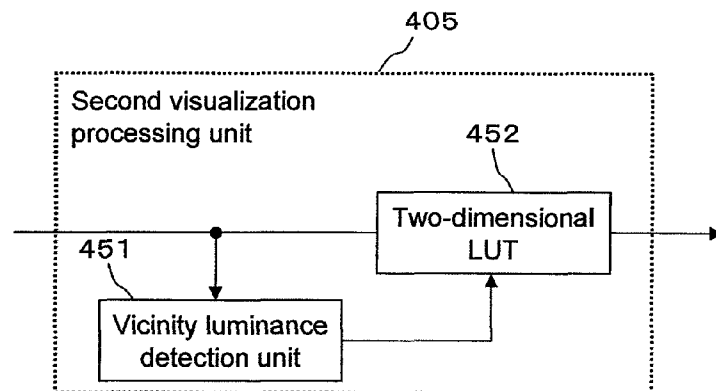 405
Second visualization
processing unit
452
Two-dimensional
LUT
451
Vicinity luminance
detection unit